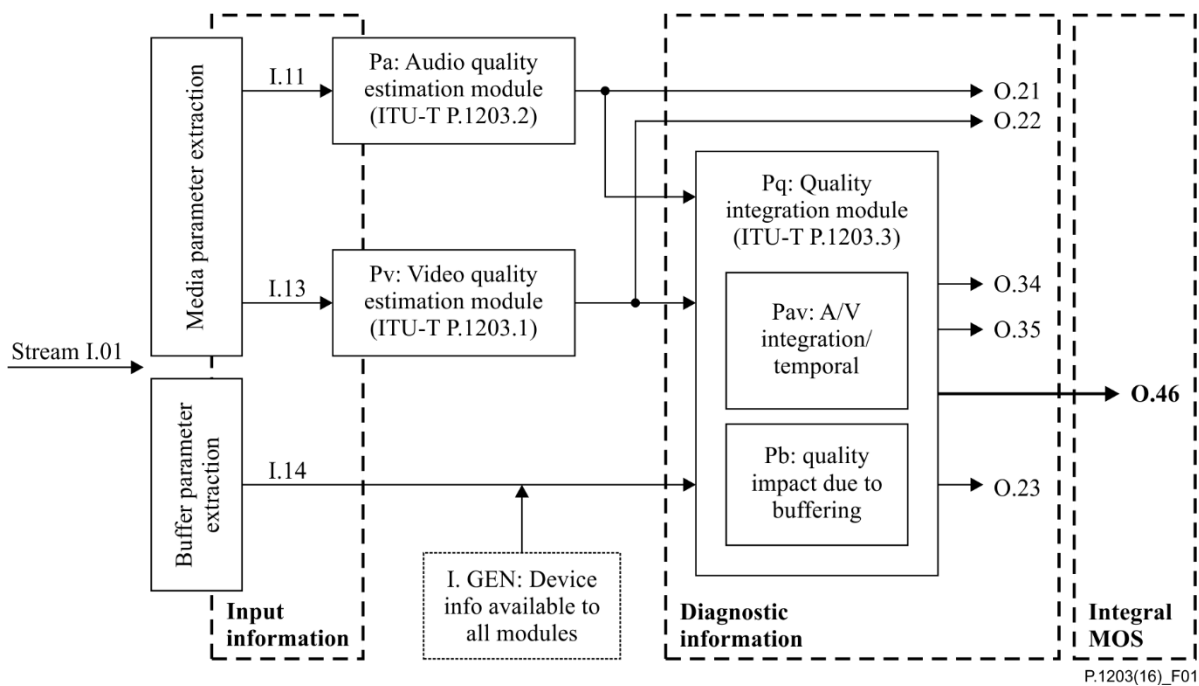 Media parameter extraction
I.11
Pa: Audio quality
estimation module
(ITU-T P.1203.2)
O.21
O.22
Pq: Quality
integration module
(ITU-T P.1203.3)
I.13
Pv: Video quality
estimation module
(ITU-T P.1203.1)
Pav: A/V
integration/
temporal
O.34
O.35
Stream I.01
O.46
Buffer parameter
extraction
I.14
Pb: quality
impact due to
buffering
O.23
I. GEN: Device
info available to
all modules
Input
information
Diagnostic
information
Integral
MOS
P.1203(16)_F01